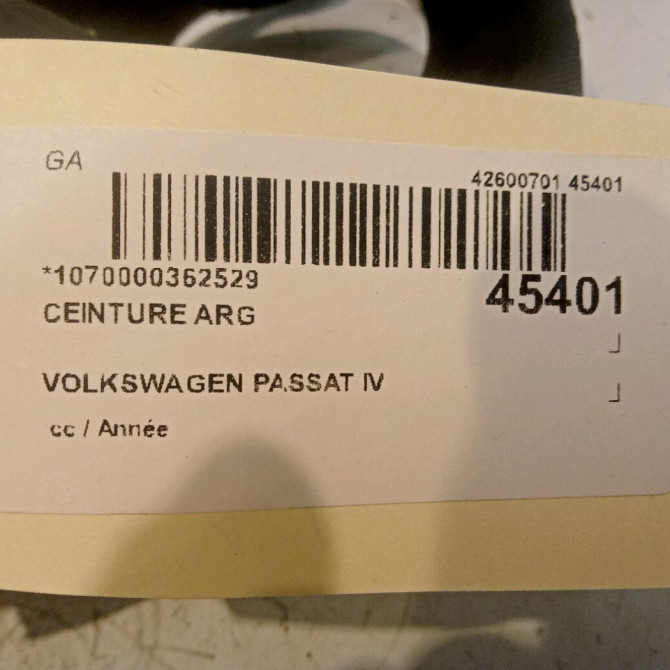 GA
42600701 45401
*1070000362529
45401
CEINTURE ARG
VOLKSWAGEN PASSAT IV
cc / Année